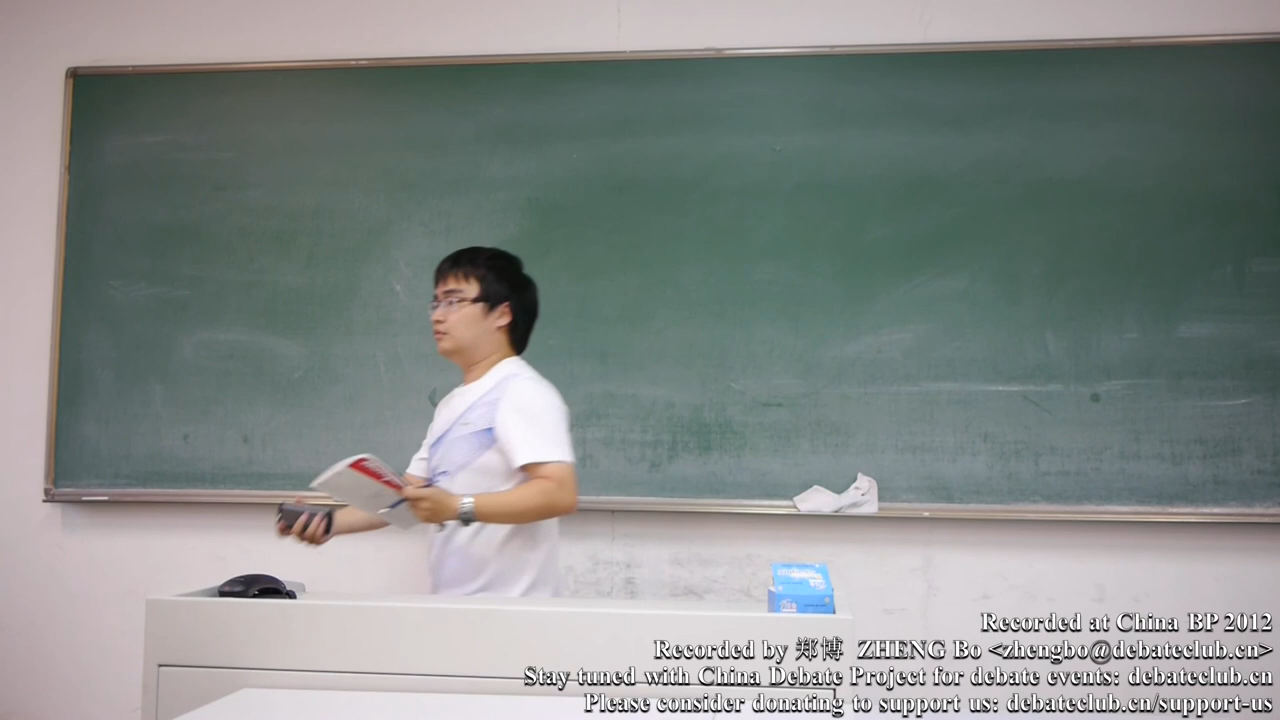 Recorded at China BP 2012
Recorded by 郑博 ZHENG Bo <zhengbo@debateclub.cn>
Stay tuned with China Debate Project for debate events: debateclub.cn
Please consider donating to support us: debateclub.cn/support-us